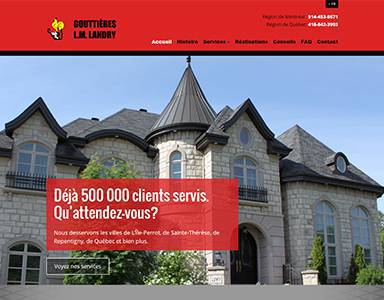 FR
GOUTTIÈRES
L.M. LANDRY
Région de Montréal : 514-453-8671
Région de Québec: 418-842-3903
Accueil Histoire Services Réalisations Conseils FAQ Contact
Déjà 500 000 clients servis.
Qu'attendez-vous?
Nous desservons les villes de L'Île-Perrot, de Sainte-Thérèse, de
Repentigny, de Québec et bien plus.
Voyez nos services